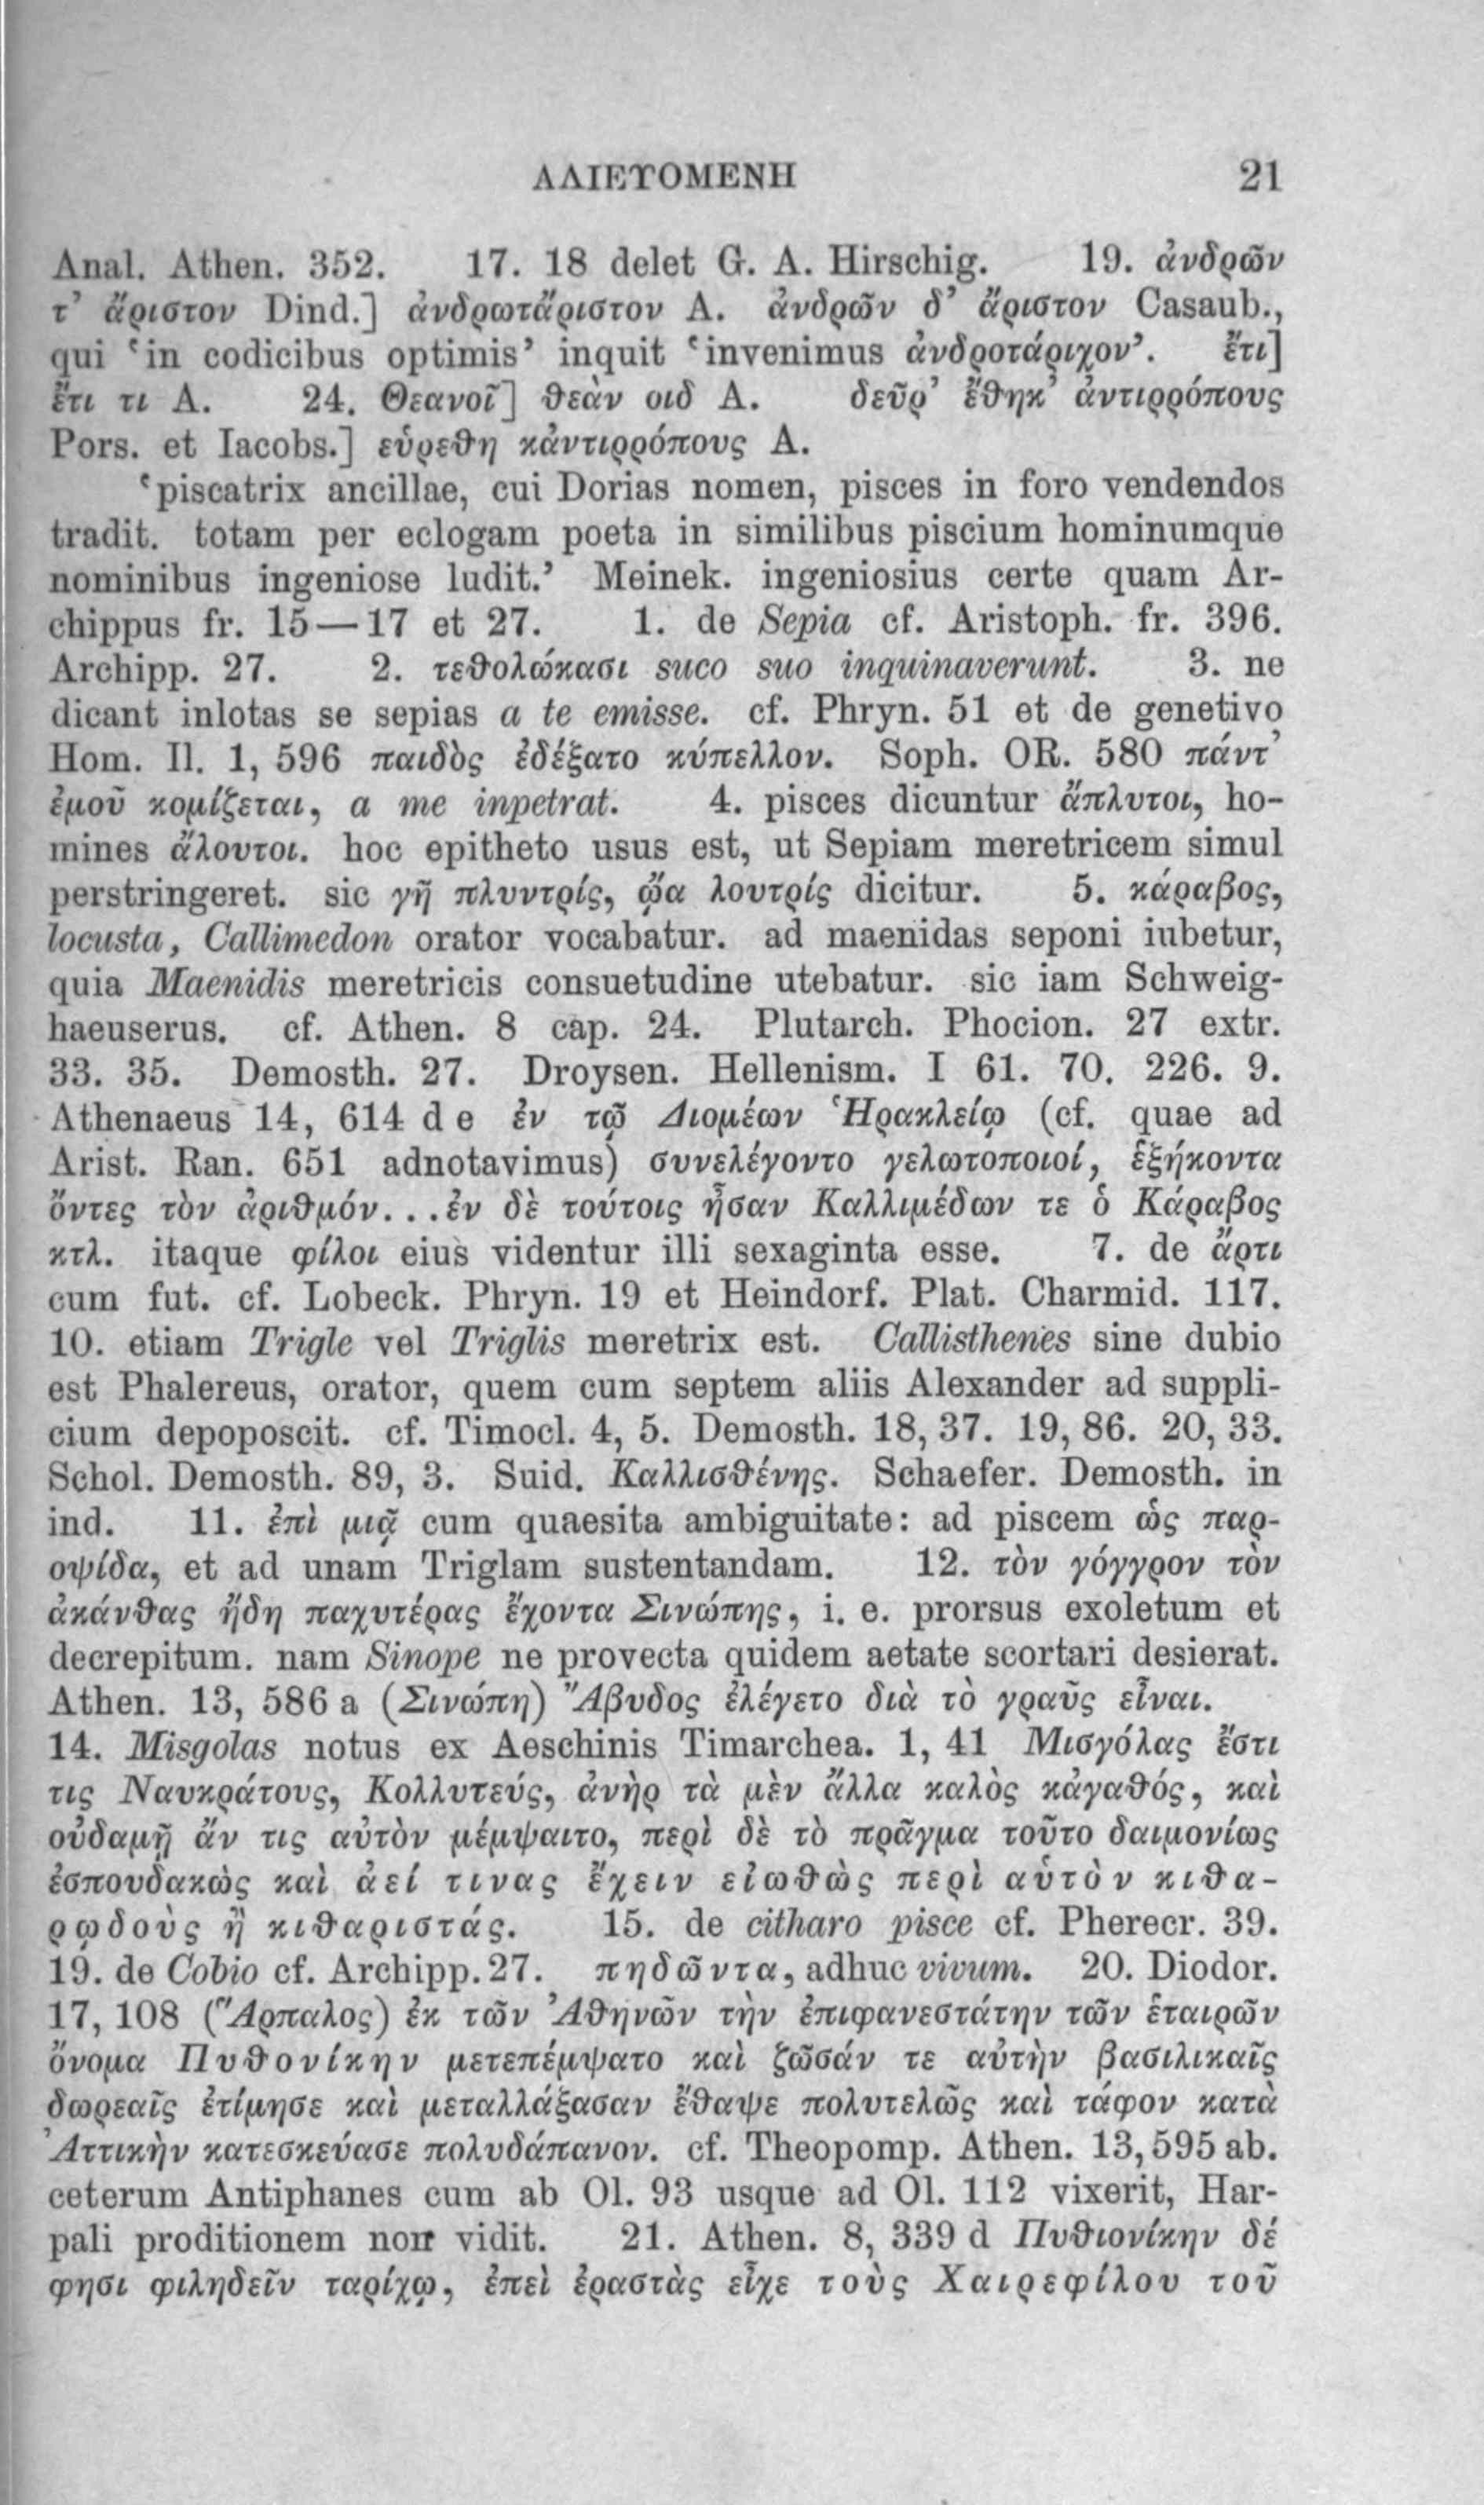 ΑΛΙΕΥΟΜΕΝΗ 21
Anal. Athen. 352. 17. 18 delet G. A. Hirschig. 19. ἀνδρῶν
τ’ ἄριστον Dind.] ἀνδρωτἄριστον A. ἀνδρῶν δ’ ἄριστον Casaub.,
qui ‘in codicibus optimis’ inquit ‘invenimus ἀνδροτάριχον’. ἔτι]
ἔτι τι A. 24. Θεανοῖ] θεὰν οιδ A. δεῦρ’ ἔθηκ’ ἀντιρρόπους
Pors. et Iacobs.] εὑρεθη κἀντιρρόπους A.
‘piscatrix ancillae, cui Dorias nomen, pisces in foro vendendos
tradit. totam per eclogam poeta in similibus piscium hominumque
nominibus ingeniose ludit.’ Meinek. ingeniosius certe quam Ar-
chippus fr. 15—17 et 27. 1. de Sepia cf. Aristoph. fr. 396.
Archipp. 27. 2. τεθολώκασι suco suo inquinaverunt. 3. ne
dicant inlotas se sepias a te emisse. cf. Phryn. 51 et de genetivo
Hom. Il. 1, 596 παιδὸς ἐδέξατο κύπελλον. Soph. OR. 580 πάντ’
ἐμοῦ κομίζεται, a me inpetrat. 4. pisces dicuntur ἄπλυτοι, ho-
mines ἄλουτοι. hoc epitheto usus est, ut Sepiam meretricem simul
perstringeret. sic γῆ πλυντρίς, ᾤα λουτρίς dicitur. 5. κάραβος,
locusta, Callimedon orator vocabatur. ad maenidas seponi iubetur,
quia Maenidis meretricis consuetudine utebatur. sic iam Schweig-
haeuserus. cf. Athen. 8 cap. 24. Plutarch. Phocion. 27 extr.
33. 35. Demosth. 27. Droysen. Hellenism. I 61. 70. 226. 9.
Athenaeus 14, 614 d e ἐν τῷ Διομέων Ἡρακλείῳ (cf. quae ad
Arist. Ran. 651 adnotavimus) συνελέγοντο γελωτοποιοί, ἑξήκοντα
ὄντες τὸν ἀριθμόν...ἐν δὲ τούτοις ἦσαν Καλλιμέδων τε ὁ Κάραβος
κτλ. itaque φίλοι eius videntur illi sexaginta esse. 7. de ἄρτι
cum fut. cf. Lobeck. Phryn. 19 et Heindorf. Plat. Charmid. 117.
10. etiam Trigle vel Triglis meretrix est. Callisthenes sine dubio
est Phalereus, orator, quem cum septem aliis Alexander ad suppli-
cium depoposcit. cf. Timocl. 4, 5. Demosth. 18, 37. 19, 86. 20, 33.
Schol. Demosth. 89, 3. Suid. Καλλισθένης. Schaefer. Demosth. in
ind. 11. ἐπὶ μιᾷ cum quaesita ambiguitate: ad piscem ὡς παρ-
οψίδα, et ad unam Triglam sustentandam. 12. τὸν γόγγρον τὸν
ἀκάνθας ἤδη παχυτέρας ἔχοντα Σινώπης, i. e. prorsus exoletum et
decrepitum. nam Sinope ne provecta quidem aetate scortari desierat.
Athen. 13, 586 a (Σινώπη) Ἄβυδος ἐλέγετο διὰ τὸ γραῦς εἶναι.
14. Misgolas notus ex Aeschinis Timarchea. 1, 41 Μισγόλας ἔστι
τις Ναυκράτους, Κολλυτεύς, ἀνὴρ τὰ μὲν ἄλλα καλὸς κἀγαθός, καὶ
οὐδαμῇ ἄν τις αὐτὸν μέμψαιτο, περὶ δὲ τὸ πρᾶγμα τοῦτο δαιμονίως
ἐσπουδακὼς καὶ ἀεί τινας ἔχειν εἰωθὼς περὶ αὑτὸν κιθα-
ρῳδοὺς ἢ κιθαριστάς. 15. de citharo pisce cf. Pherecr. 39.
19. de Cobio cf. Archipp. 27. πηδῶντα, adhuc vivum. 20. Diodor.
17, 108 (Ἅρπαλος) ἐκ τῶν Ἀθηνῶν τὴν ἐπιφανεστάτην τῶν ἑταιρῶν
ὄνομα Πυθονίκην μετεπέμψατο καὶ ζῶσάν τε αὐτὴν βασιλικαῖς
δωρεαῖς ἐτίμησε καὶ μεταλλάξασαν ἔθαψε πολυτελῶς καὶ τάφον κατὰ
Ἀττικὴν κατεσκεύασε πολυδάπανον. cf. Theopomp. Athen. 13, 595 ab.
ceterum Antiphanes cum ab Ol. 93 usque ad Ol. 112 vixerit, Har-
pali proditionem non vidit. 21. Athen. 8, 339 d Πυθιονίκην δέ
φησι φιληδεῖν ταρίχῳ, ἐπεὶ ἐραστὰς εἶχε τοὺς Χαιρεφίλου τοῦ